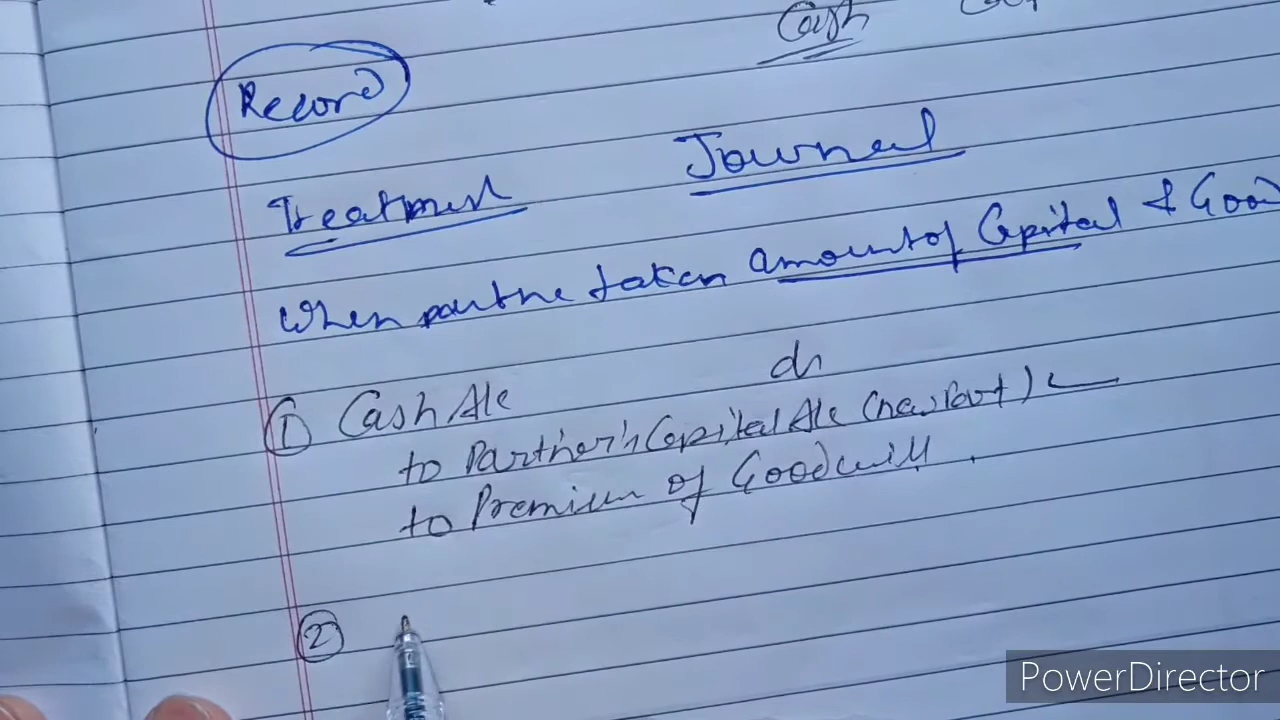 Cash
Record
Treatment Journal
When partne taken amount of Capital & Good
① Cash A/c dr
to Partner's Capital A/c (new Part)
to Premium of Goodwill
②
PowerDirector